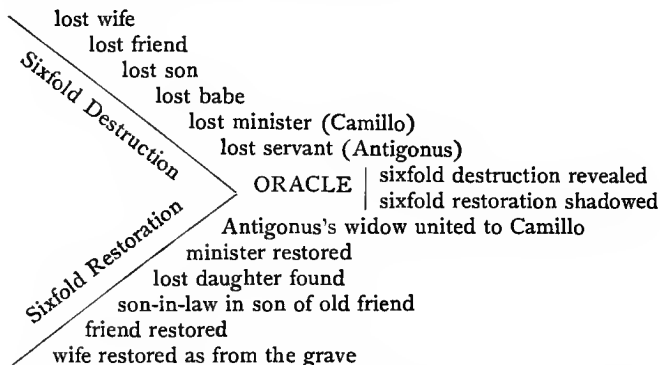 lost wife
lost friend
lost son
lost babe
lost minister (Camillo)
lost servant (Antigonus)
Sixfold Destruction
ORACLE
sixfold destruction revealed
sixfold restoration shadowed
Sixfold Restoration
Antigonus's widow united to Camillo
minister restored
lost daughter found
son-in-law in son of old friend
friend restored
wife restored as from the grave